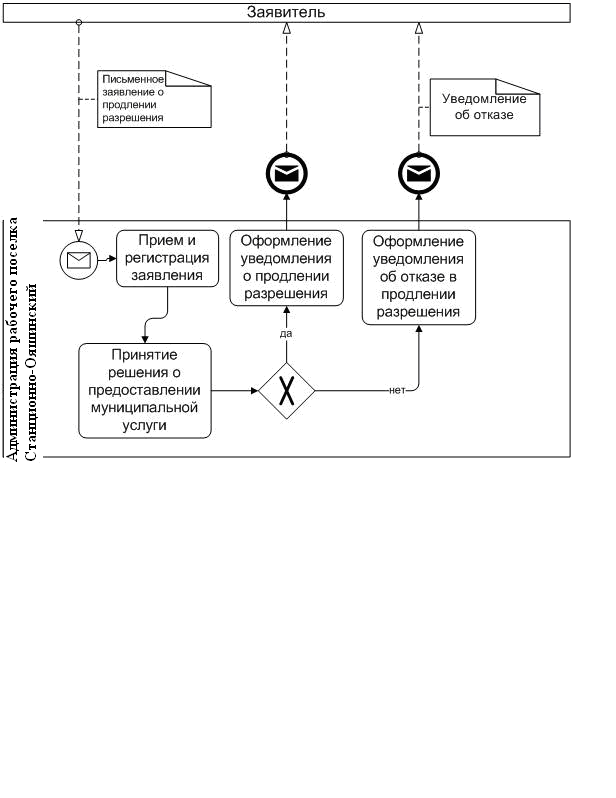 Заявитель
Письменное
заявление о
продлении
разрешения
Уведомление
об отказе
Администрация рабочего поселка
Станционно-Ояшинский
Прием и
регистрация
заявления
Оформление
уведомления
о продлении
разрешения
Оформление
уведомления
об отказе в
продлении
разрешения
да
Принятие
решения о
предоставлении
муниципальной
услуги
нет